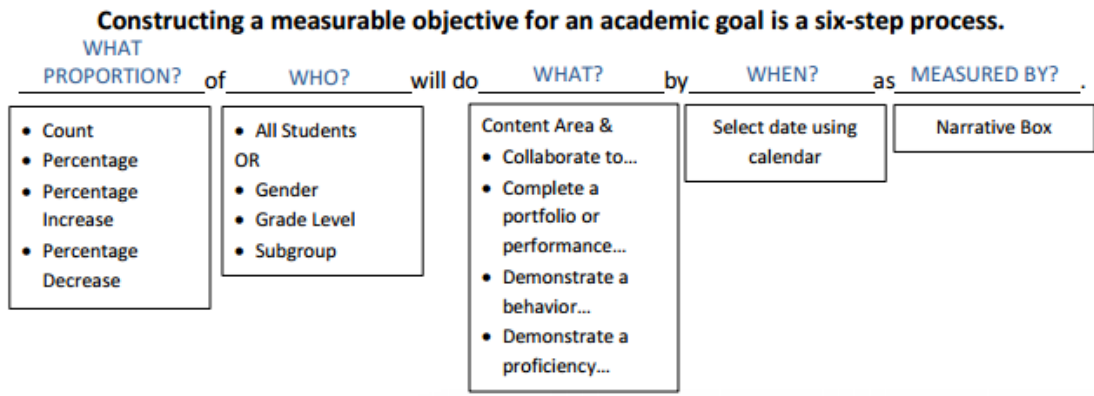 Constructing a measurable objective for an academic goal is a six-step process.
WHAT
PROPORTION? of WHO? will do WHAT? by WHEN? as MEASURED BY? .
• Count
• Percentage
• Percentage
Increase
• Percentage
Decrease
• All Students
OR
• Gender
• Grade Level
• Subgroup
Content Area &
• Collaborate to…
• Complete a
portfolio or
performance…
• Demonstrate a
behavior…
• Demonstrate a
proficiency…
Select date using
calendar
Narrative Box